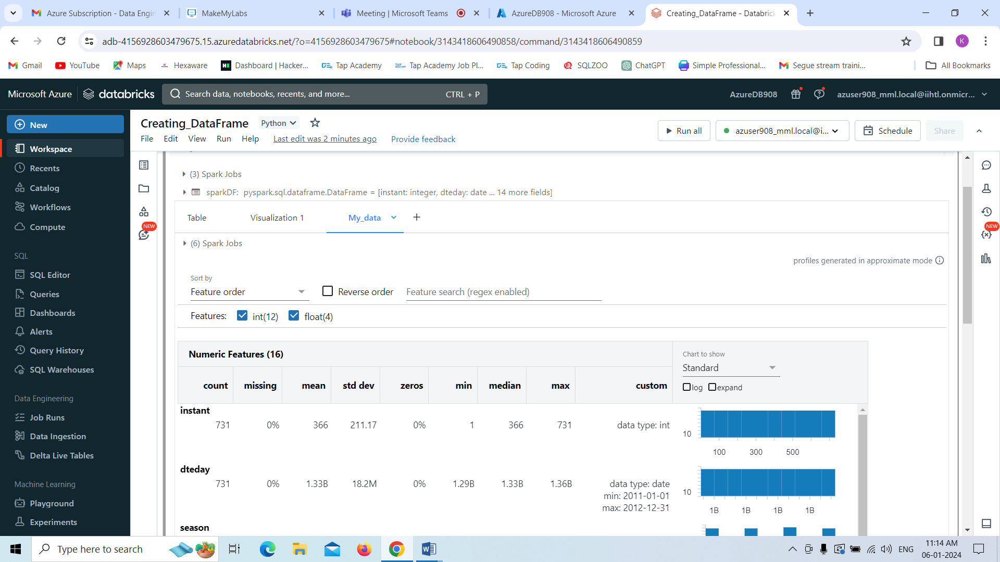 Azure Subscription - Data Engin
MakeMyLabs
Meeting | Microsoft Teams
AzureDB908 - Microsoft Azure
Creating_DataFrame - Databrick
adb-4156928603479675.15.azuredatabricks.net/?o=4156928603479675#notebook/3143418606490858/command/3143418606490859
K
Gmail
YouTube
Maps
Hexaware
Dashboard | Hacker...
Tap Academy
Tap Academy Job Pl...
Tap Coding
SQLZOO
ChatGPT
Simple Professional...
Segue stream traini...
All Bookmarks
Microsoft Azure
databricks
Search data, notebooks, recents, and more...
CTRL + P
AzureDB908
azuser908_mml.local@iihtl.onmicr...
New
Workspace
Recents
Catalog
Workflows
Compute
SQL
SQL Editor
Queries
Dashboards
Alerts
Query History
SQL Warehouses
Data Engineering
Job Runs
Data Ingestion
Delta Live Tables
Machine Learning
Playground
Experiments
Creating_DataFrame
Python
File Edit View Run Help
Last edit was 2 minutes ago
Provide feedback
Run all
azuser908_mml.local@i...
Schedule
Share
NEW
NEW
(3) Spark Jobs
sparkDF: pyspark.sql.dataframe.DataFrame = [instant: integer, dteday: date ... 14 more fields]
Table
Visualization 1
My_data
+
(6) Spark Jobs
profiles generated in approximate mode
Sort by
Feature order
Reverse order
Feature search (regex enabled)
Features: int(12) float(4)
Numeric Features (16)
Chart to show
Standard
log expand
count missing mean std dev zeros min median max custom
instant
731 0% 366 211.17 0% 1 366 731 data type: int
10
100 300 500
dteday
731 0% 1.33B 18.2M 0% 1.29B 1.33B 1.36B data type: date
min: 2011-01-01
max: 2012-12-31
10
1B 1B 1B 1B
season
Type here to search
ENG
11:14 AM
06-01-2024